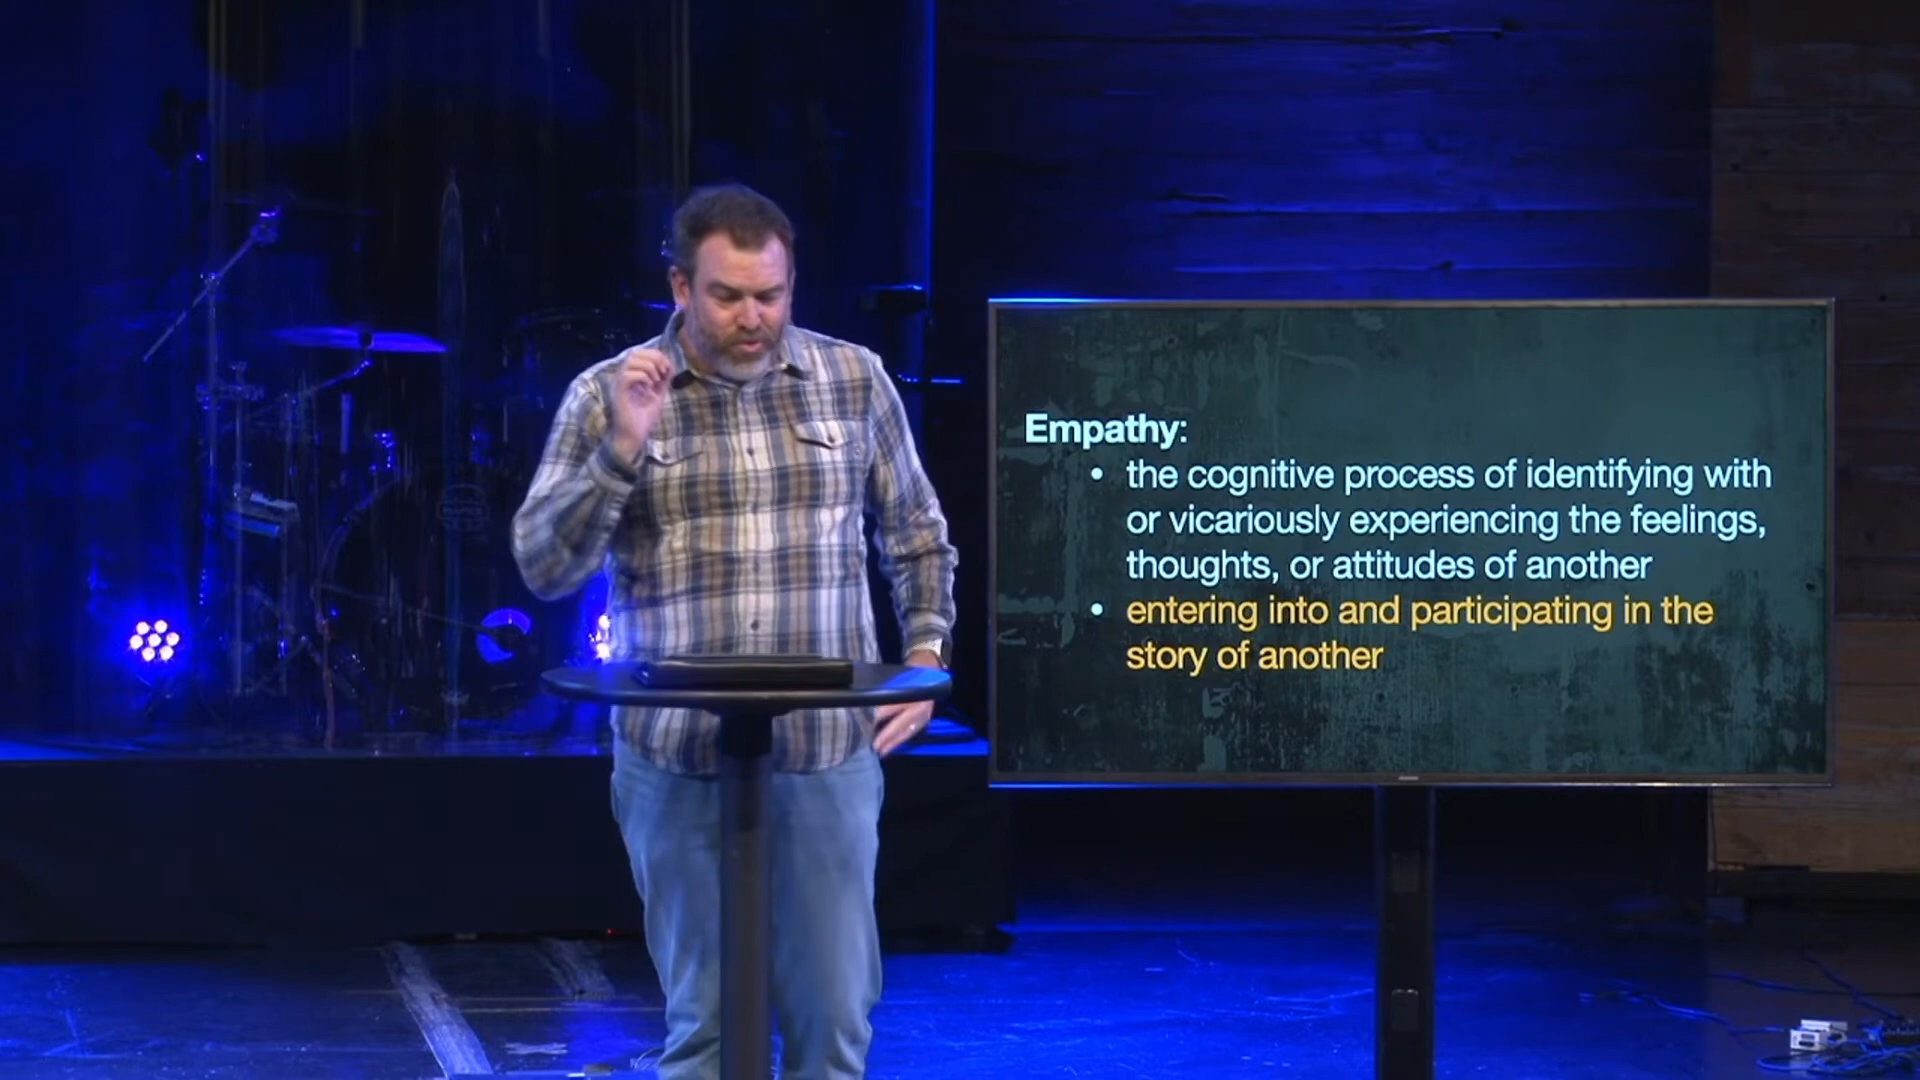 Empathy:
• the cognitive process of identifying with
or vicariously experiencing the feelings,
thoughts, or attitudes of another
• entering into and participating in the
story of another